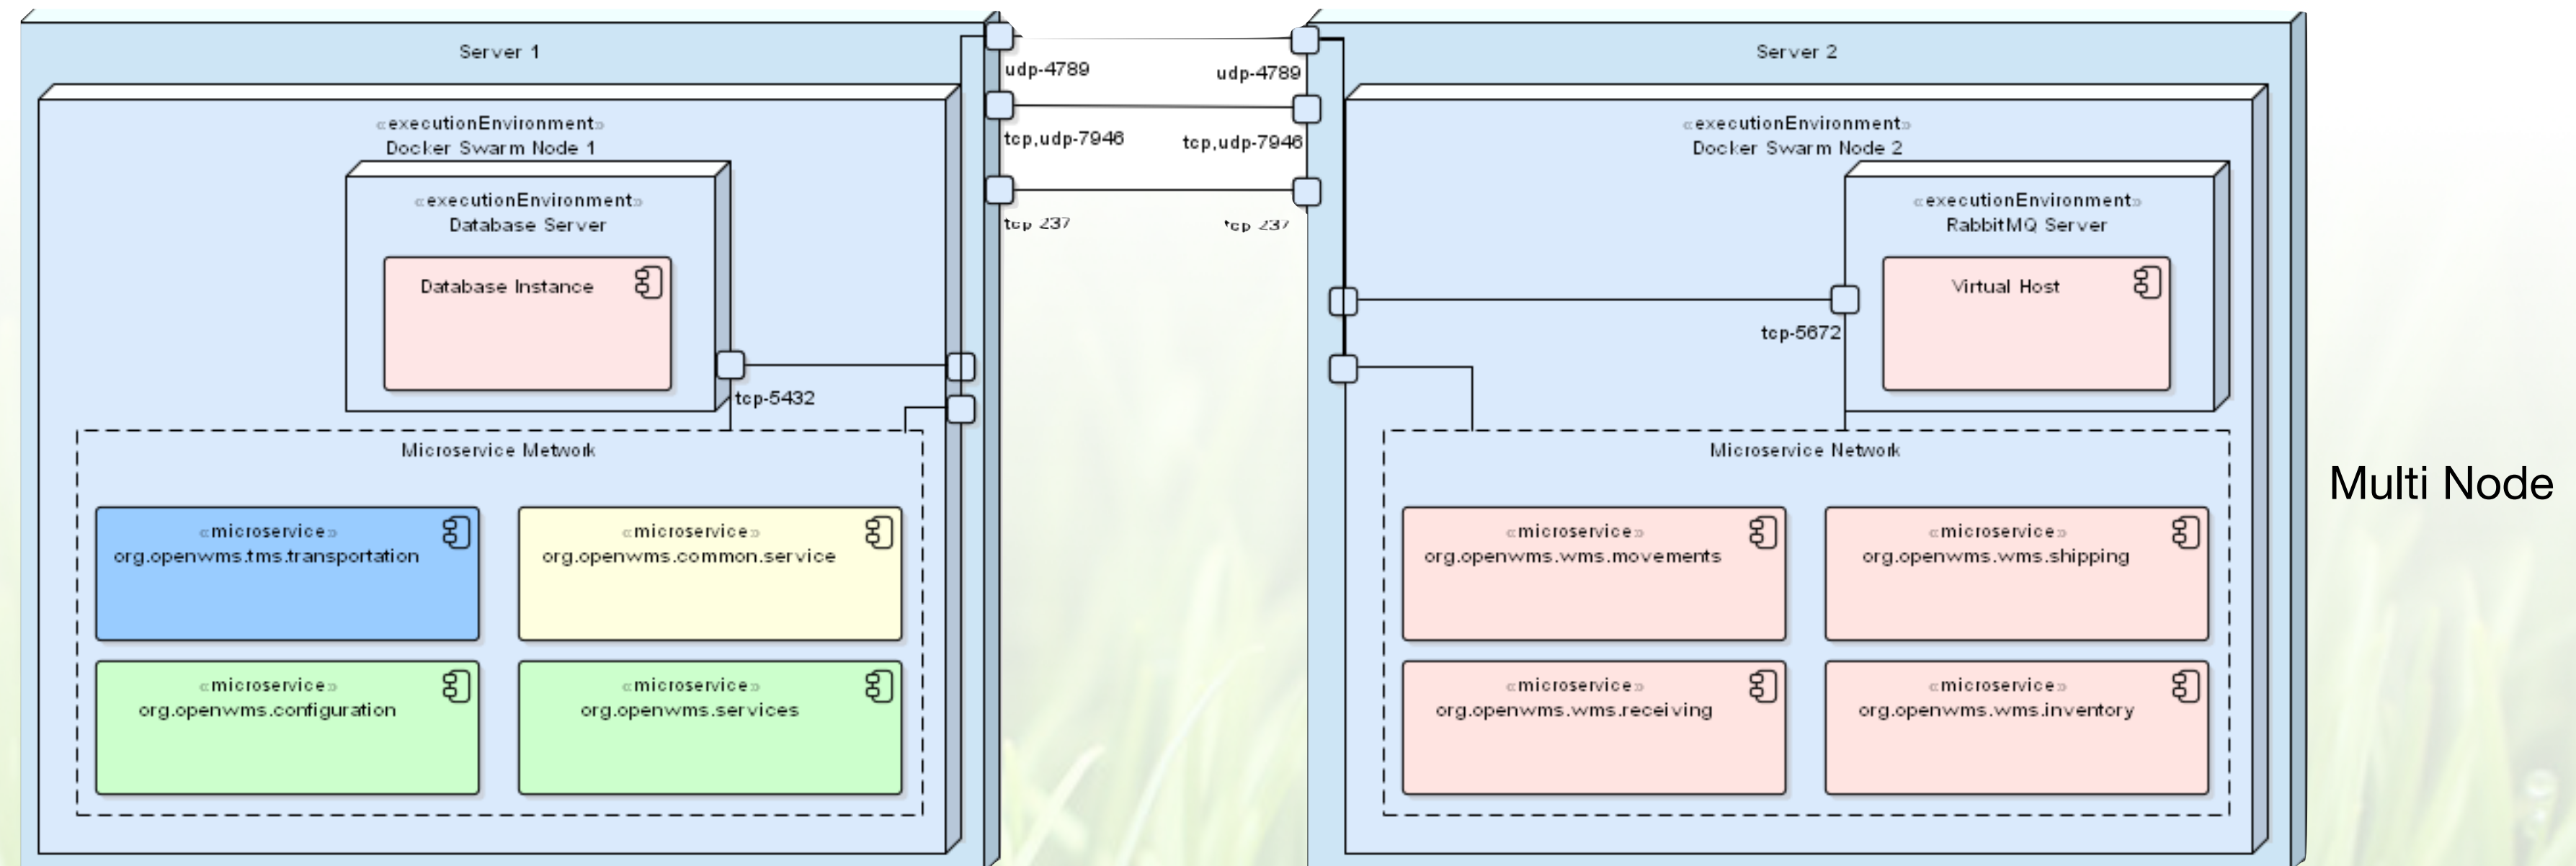 Server 1
«executionEnvironment»
Docker Swarm Node 1
«executionEnvironment»
Database Server
Database Instance
tcp-5432
Microservice Metwork
«microservice»
org.openwms.tms.transportation
«microservice»
org.openwms.common.service
«microservice»
org.openwms.configuration
«microservice»
org.openwms.services
udp-4789
udp-4789
tcp,udp-7946
tcp,udp-7946
tcp 237
tcp 237
Server 2
«executionEnvironment»
Docker Swarm Node 2
«executionEnvironment»
RabbitMQ Server
Virtual Host
tcp-5672
Microservice Network
«microservice»
org.openwms.wms.movements
«microservice»
org.openwms.wms.shipping
«microservice»
org.openwms.wms.receiving
«microservice»
org.openwms.wms.inventory
Multi Node